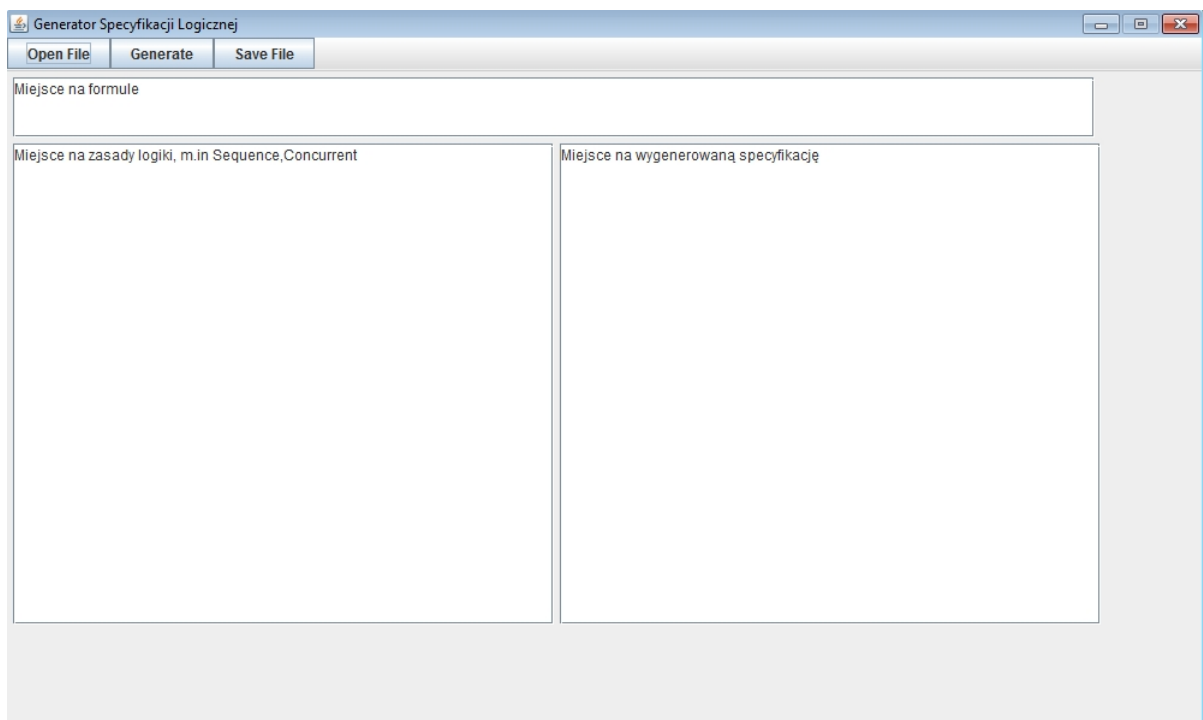 Generator Specyfikacji Logicznej
Open File Generate Save File
Miejsce na formule
Miejsce na zasady logiki, m.in Sequence,Concurrent
Miejsce na wygenerowaną specyfikację